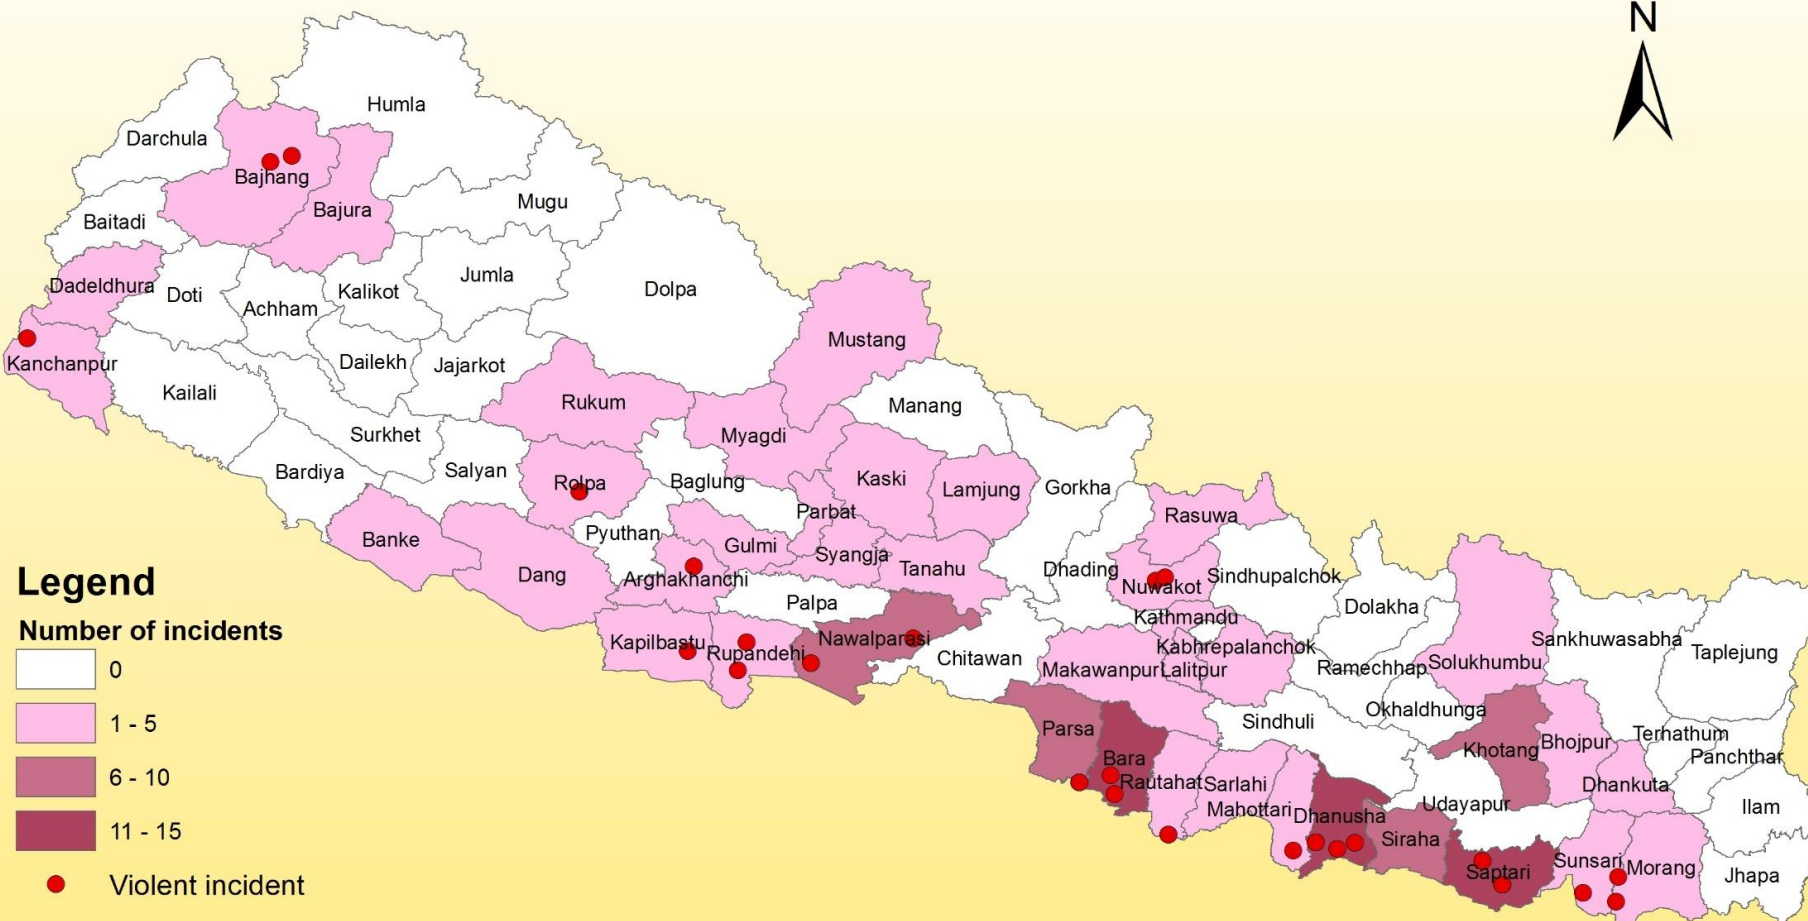 N
Humla
Darchula
Bajhang
Mugu
Bajura
Baitadi
Jumla
Dadeldhura
Doti
Kalikot
Dolpa
Achham
Mustang
Kanchanpur
Dailekh
Jajarkot
Kailali
Rukum
Manang
Surkhet
Myagdi
Bardiya
Salyan
Rolpa
Baglung
Kaski
Lamjung
Gorkha
Parbat
Rasuwa
Banke
Pyuthan
Gulmi
Syangja
Dang
Arghakhanchi
Tanahu
Dhading
Nuwakot
Sindhupalchok
Palpa
Kathmandu
Dolakha
Kapilbastu
Rupandehi
Nawalparasi
Chitawan
Kabhrepalanchok
Makawanpur
Lalitpur
Ramechhap
Solukhumbu
Sankhuwasabha
Taplejung
Okhaldhunga
Sindhuli
Parsa
Khotang
Bhojpur
Terhathum
Panchthar
Bara
Rautahat
Sarlahi
Dhankuta
Mahottari
Dhanusha
Udayapur
Ilam
Siraha
Saptari
Sunsari
Morang
Jhapa
Legend
Number of incidents
0
1 - 5
6 - 10
11 - 15
Violent incident